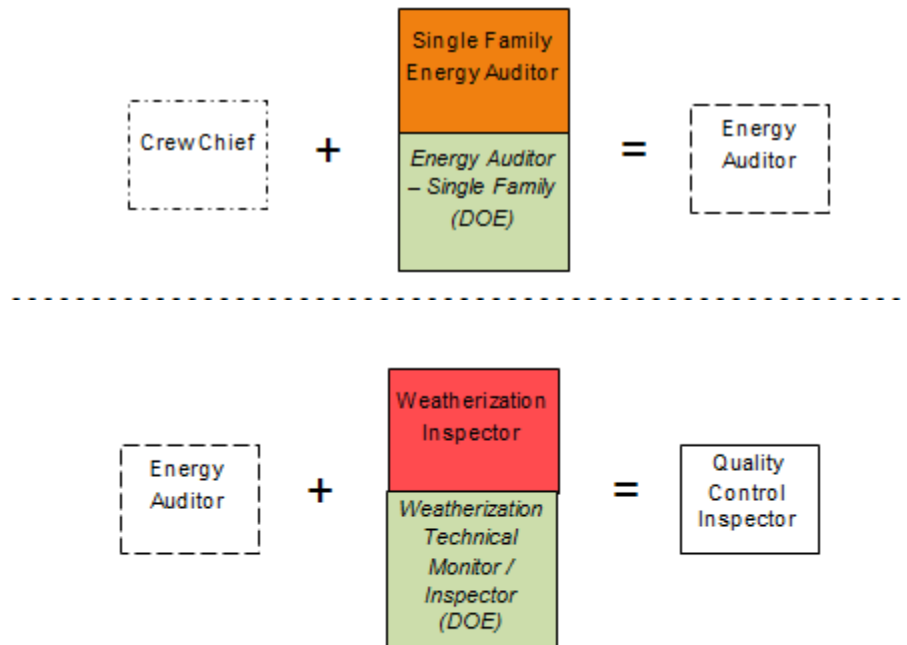 Single Family
Energy Auditor
Crew Chief
+
Energy Auditor
– Single Family
(DOE)
=
Energy
Auditor
Energy
Auditor
+
Weatherization
Inspector
Weatherization
Technical
Monitor /
Inspector
(DOE)
=
Quality
Control
Inspector